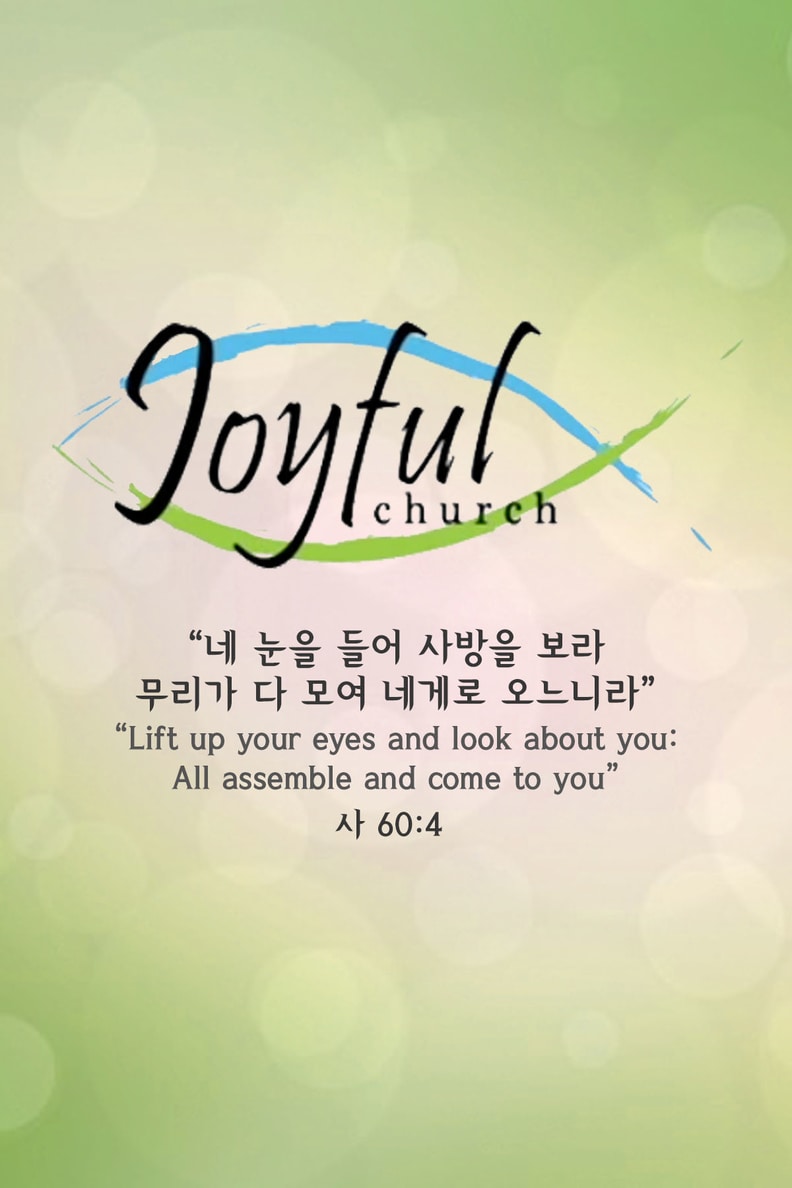 Joyful
church
“네 눈을 들어 사방을 보라
무리가 다 모여 네게로 오느니라”
“Lift up your eyes and look about you:
All assemble and come to you”
사 60:4